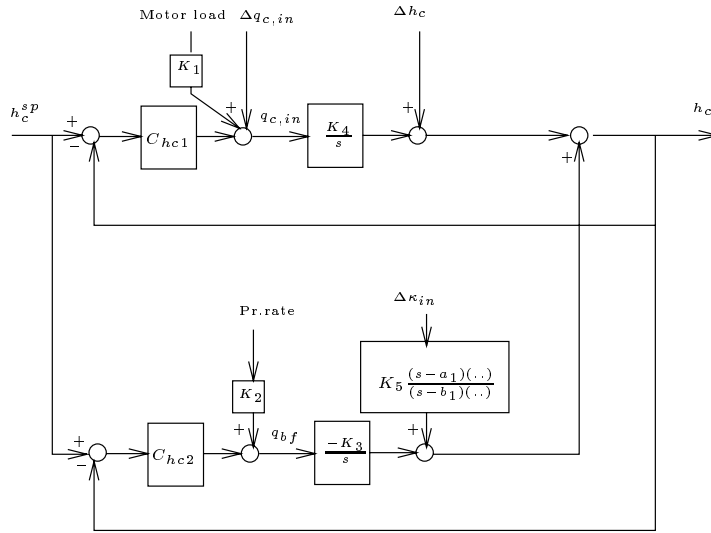 Motor load
Δq_{c,in}
Δh_c
K_1
h_c^{sp}
+
−
+
+
q_{c,in}
C_{hc1}
K_4
s
+
h_c
Pr.rate
Δκ_{in}
K_2
K_5 \frac{(s−a_1)(..)}{(s−b_1)(..)}
+
−
+
q_{bf}
C_{hc2}
−K_3
s
+